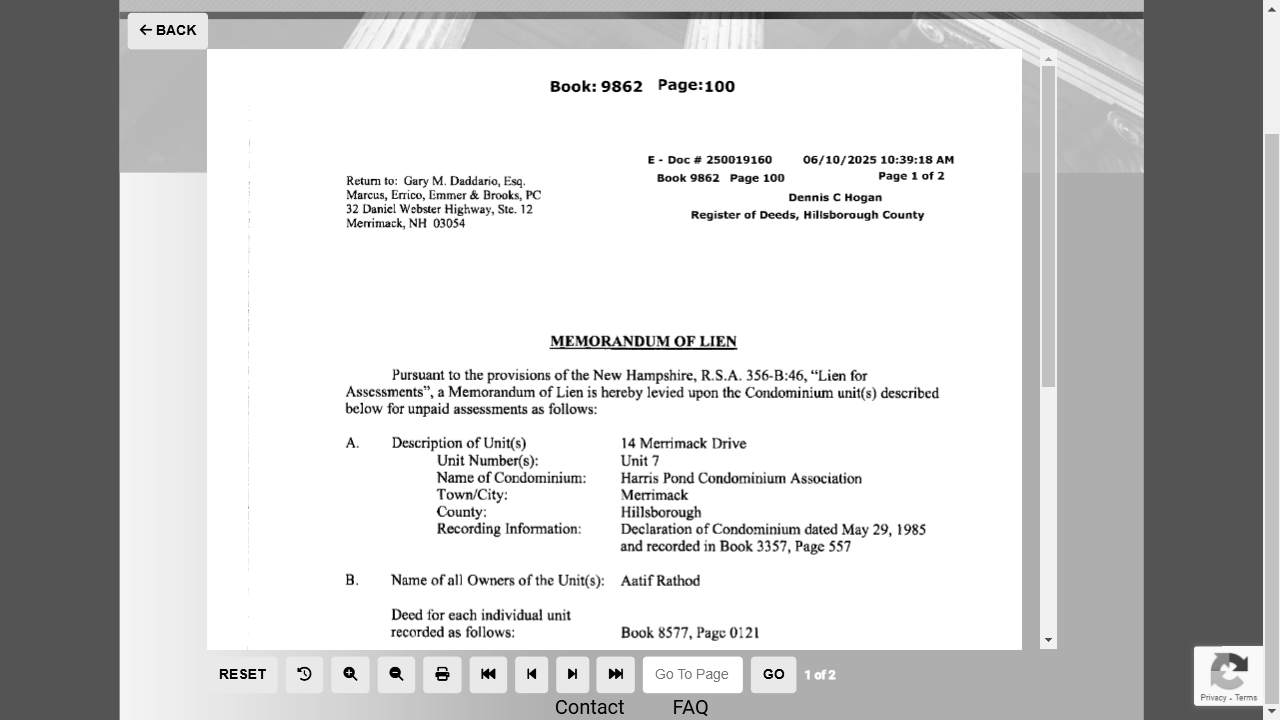 BACK
Book: 9862 Page:100
E - Doc # 250019160 06/10/2025 10:39:18 AM
Book 9862 Page 100 Page 1 of 2
Dennis C Hogan
Register of Deeds, Hillsborough County
Return to: Gary M. Daddario, Esq.
Marcus, Errico, Emmer & Brooks, PC
32 Daniel Webster Highway, Ste. 12
Merrimack, NH 03054
MEMORANDUM OF LIEN
Pursuant to the provisions of the New Hampshire, R.S.A. 356-B:46, “Lien for
Assessments”, a Memorandum of Lien is hereby levied upon the Condominium unit(s) described
below for unpaid assessments as follows:
A. Description of Unit(s) 14 Merrimack Drive
Unit Number(s): Unit 7
Name of Condominium: Harris Pond Condominium Association
Town/City: Merrimack
County: Hillsborough
Recording Information: Declaration of Condominium dated May 29, 1985
and recorded in Book 3357, Page 557
B. Name of all Owners of the Unit(s): Aatif Rathod
Deed for each individual unit
recorded as follows: Book 8577, Page 0121
RESET Go To Page GO 1 of 2
Contact FAQ
Privacy - Terms